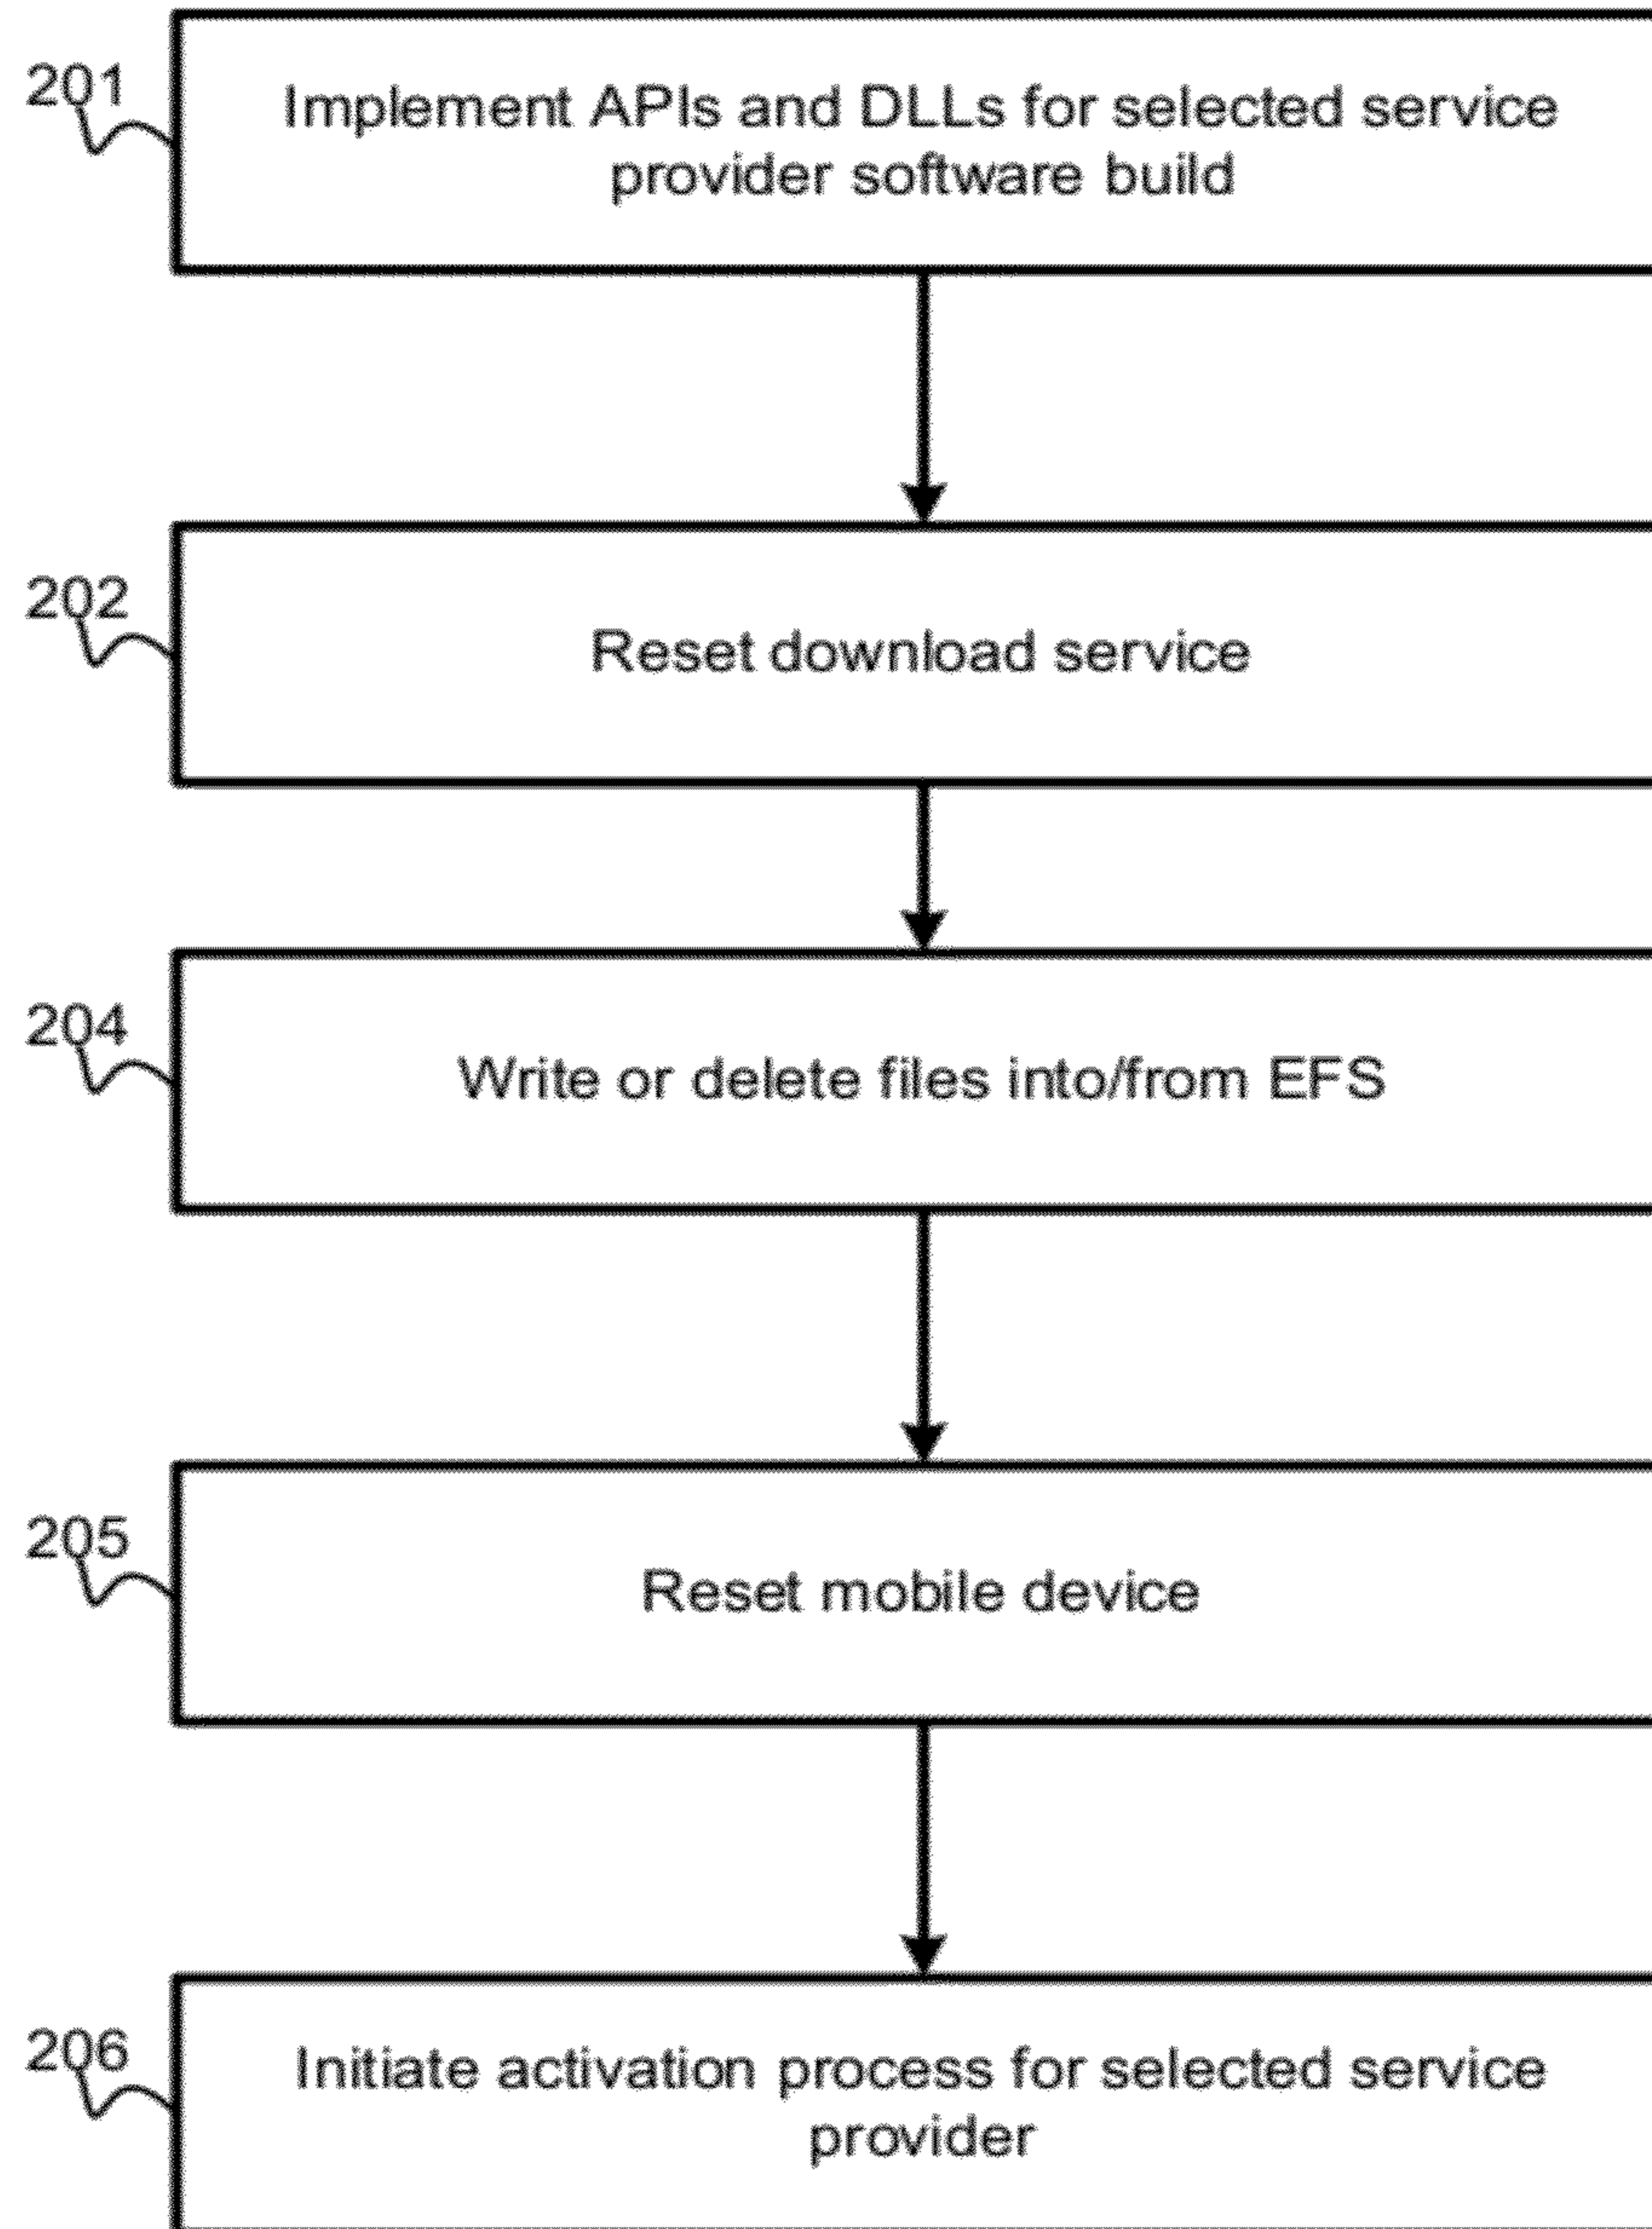 201
Implement APIs and DLLs for selected service
provider software build
202
Reset download service
204
Write or delete files into/from EFS
205
Reset mobile device
206
Initiate activation process for selected service
provider